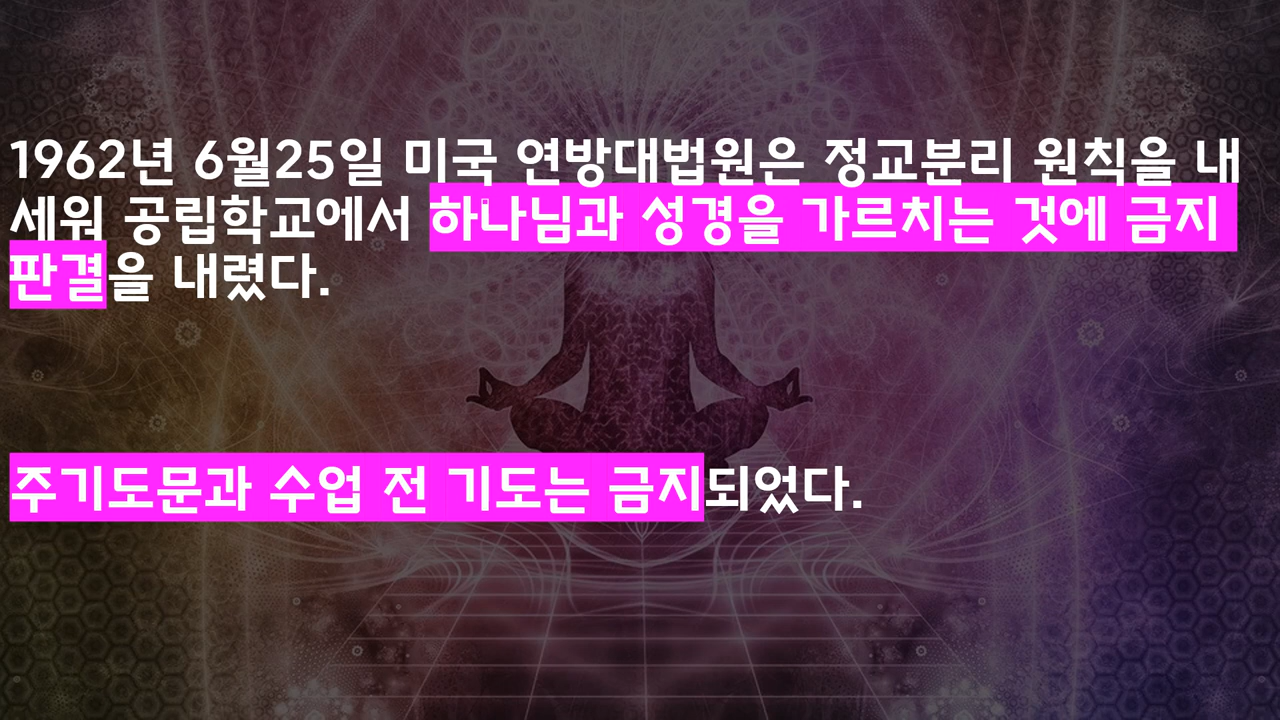 1962년 6월25일 미국 연방대법원은 정교분리 원칙을 내
세워 공립학교에서 하나님과 성경을 가르치는 것에 금지
판결을 내렸다.
주기도문과 수업 전 기도는 금지되었다.